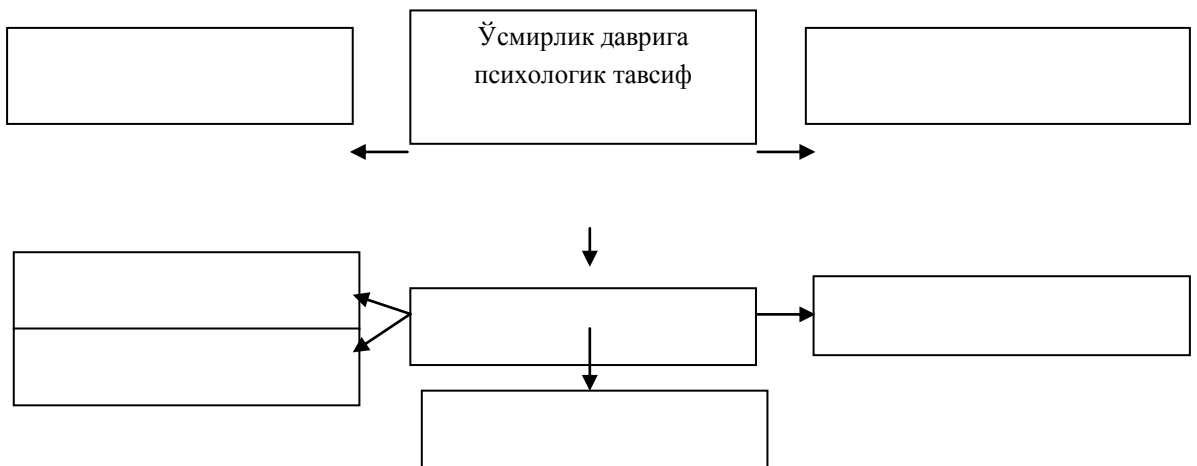 Ўсмирлик даврига
психологик тавсиф